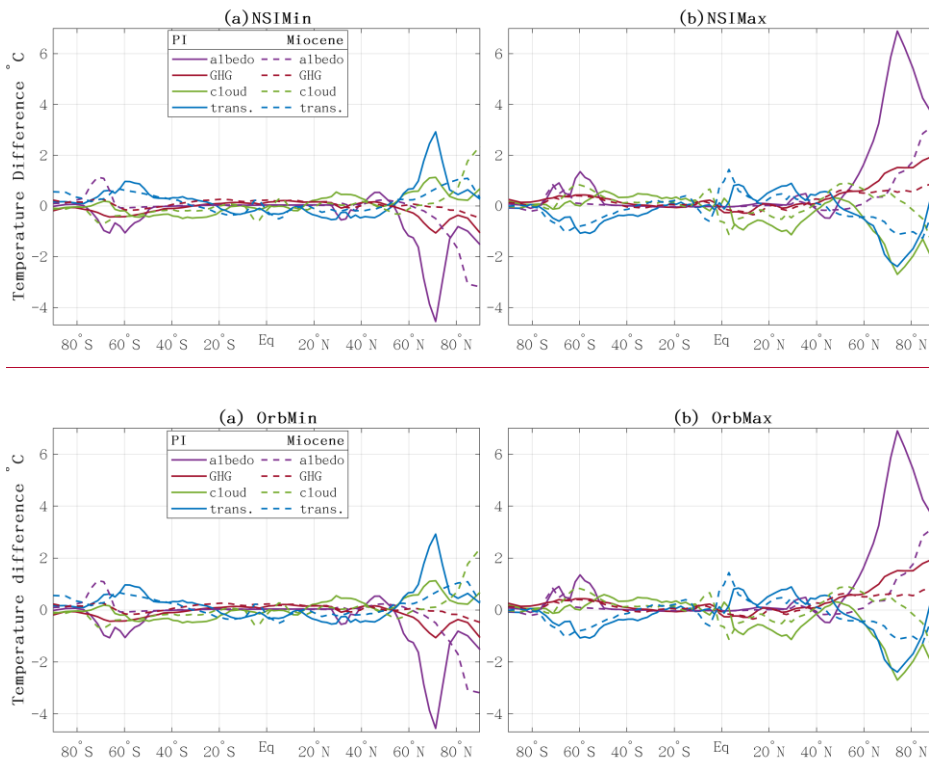 (a)NSIMin (b)NSIMax
PI Miocene
albedo albedo
GHG GHG
cloud cloud
trans. trans.
Temperature Difference °C
6
4
2
0
-2
-4
6
4
2
0
-2
-4
80°S 60°S 40°S 20°S Eq 20°N 40°N 60°N 80°N
80°S 60°S 40°S 20°S Eq 20°N 40°N 60°N 80°N
(a) OrbMin (b) OrbMax
PI Miocene
albedo albedo
GHG GHG
cloud cloud
trans. trans.
Temperature difference °C
6
4
2
0
-2
-4
6
4
2
0
-2
-4
80°S 60°S 40°S 20°S Eq 20°N 40°N 60°N 80°N
80°S 60°S 40°S 20°S Eq 20°N 40°N 60°N 80°N